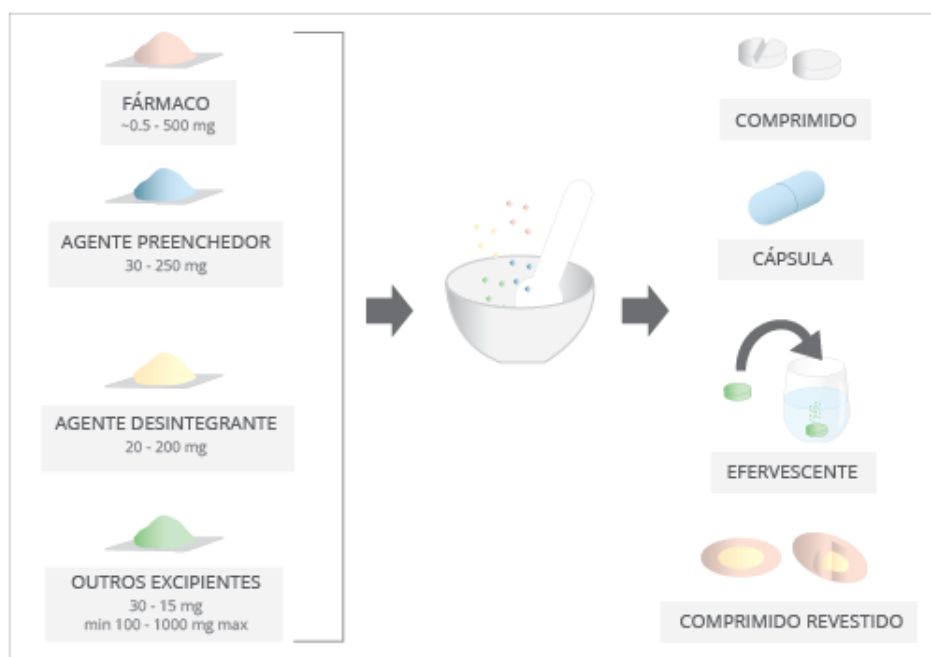 FÁRMACO
~0.5 - 500 mg
AGENTE PREENCHEDOR
30 - 250 mg
AGENTE DESINTEGRANTE
20 - 200 mg
OUTROS EXCIPIENTES
30 - 15 mg
min 100 - 1000 mg max
COMPRIMIDO
CÁPSULA
EFERVESCENTE
COMPRIMIDO REVESTIDO